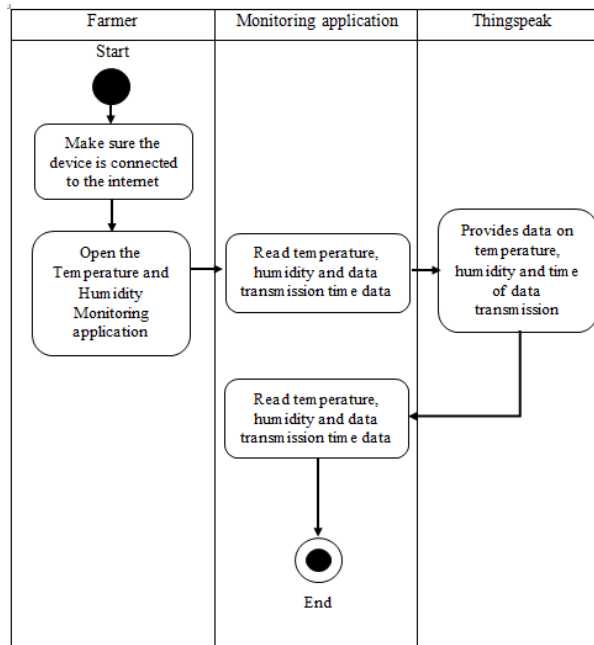 Farmer
Monitoring application
Thingspeak
Start
Make sure the
device is connected
to the internet
Open the
Temperature and
Humidity
Monitoring
application
Read temperature,
humidity and data
transmission time data
Provides data on
temperature,
humidity and time
of data
transmission
Read temperature,
humidity and data
transmission time data
End